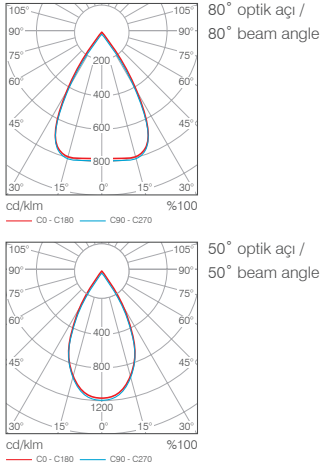 105° 105° 80˚ optik açı /
90° 90° 80˚ beam angle
75° 200 75°
60° 400 60°
45° 600 45°
800
30° 15° 0° 15° 30°
cd/klm %100
C0 - C180 C90 - C270
105° 105° 50˚ optik açı /
90° 90° 50˚ beam angle
75° 75°
60° 400 60°
45° 800 45°
1200
30° 15° 0° 15° 30°
cd/klm %100
C0 - C180 C90 - C270